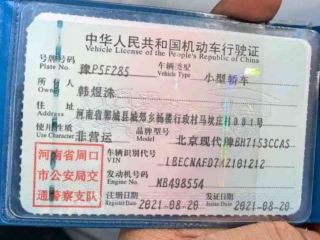 中华人民共和国机动车行驶证
Vehicle License of the People's Republic of China
号牌号码 豫P5F285 车辆类型 小型轿车
Plate No. Vehicle Type
所有人 韩煜洙
Owner
住址 河南省郸城县城郊乡杨楼行政村马坟庄村001号
Address
使用性质 非营运 品牌型号 北京现代牌BH7153CCAS
Use Character Model
河南省周口
市公安局交
通警察支队
车辆识别代号 LBECNAFD7MZ101212
VIN
发动机号码 MB498554
Engine No.
注册日期 2021-08-20 发证日期 2021-08-20
Register Date Issue Date